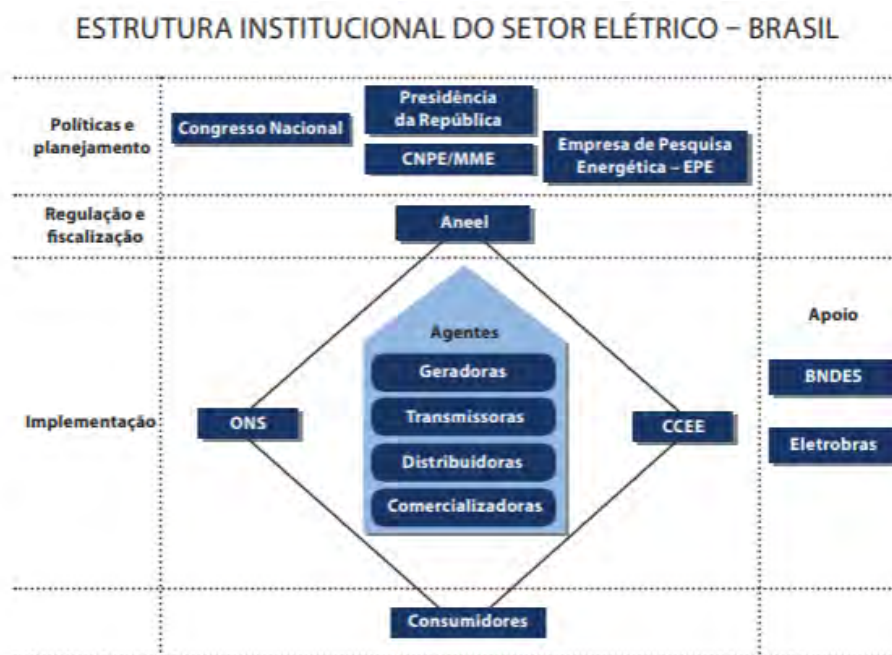 ESTRUTURA INSTITUCIONAL DO SETOR ELÉTRICO – BRASIL
Políticas e
planejamento
Congresso Nacional
Presidência
da República
CNPE/MME
Empresa de Pesquisa
Energética – EPE
Regulação e
fiscalização
Aneel
Implementação
ONS
Agentes
Geradoras
Transmissoras
Distribuidoras
Comercializadoras
CCEE
Apoio
BNDES
Eletrobras
Consumidores